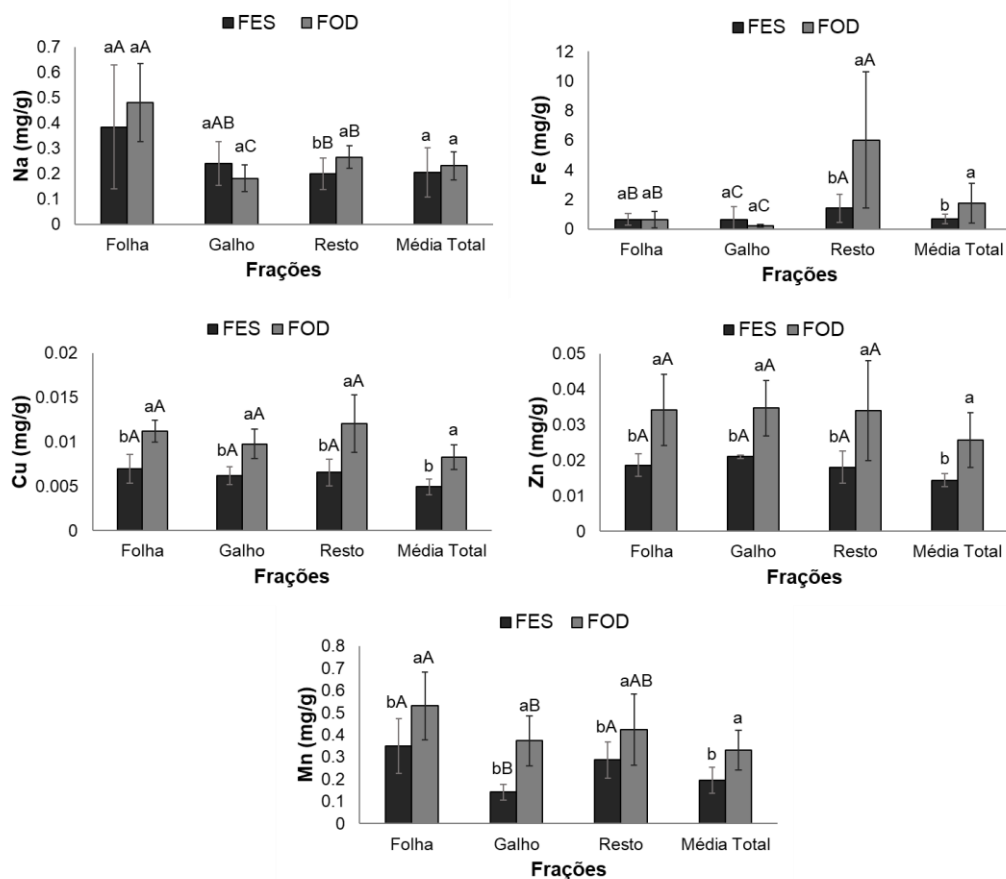 FES FOD
Na (mg/g)
0.7
0.6
0.5
0.4
0.3
0.2
0.1
0
aA aA
aAB aC
bB aB
a a
Folha Galho Resto Média Total
Frações
FES FOD
Fe (mg/g)
12
10
8
6
4
2
0
aB aB
aC aC
bA aA
b a
Folha Galho Resto Média Total
Frações
FES FOD
Cu (mg/g)
0.02
0.015
0.01
0.005
0
bA aA
bA aA
bA aA
b a
Folha Galho Resto Média Total
Frações
FES FOD
Zn (mg/g)
0.05
0.04
0.03
0.02
0.01
0
bA aA
bA aA
bA aA
b a
Folha Galho Resto Média Total
Frações
FES FOD
Mn (mg/g)
0.8
0.7
0.6
0.5
0.4
0.3
0.2
0.1
0
bA aA
bB aB
bA aAB
b a
Folha Galho Resto Média Total
Frações